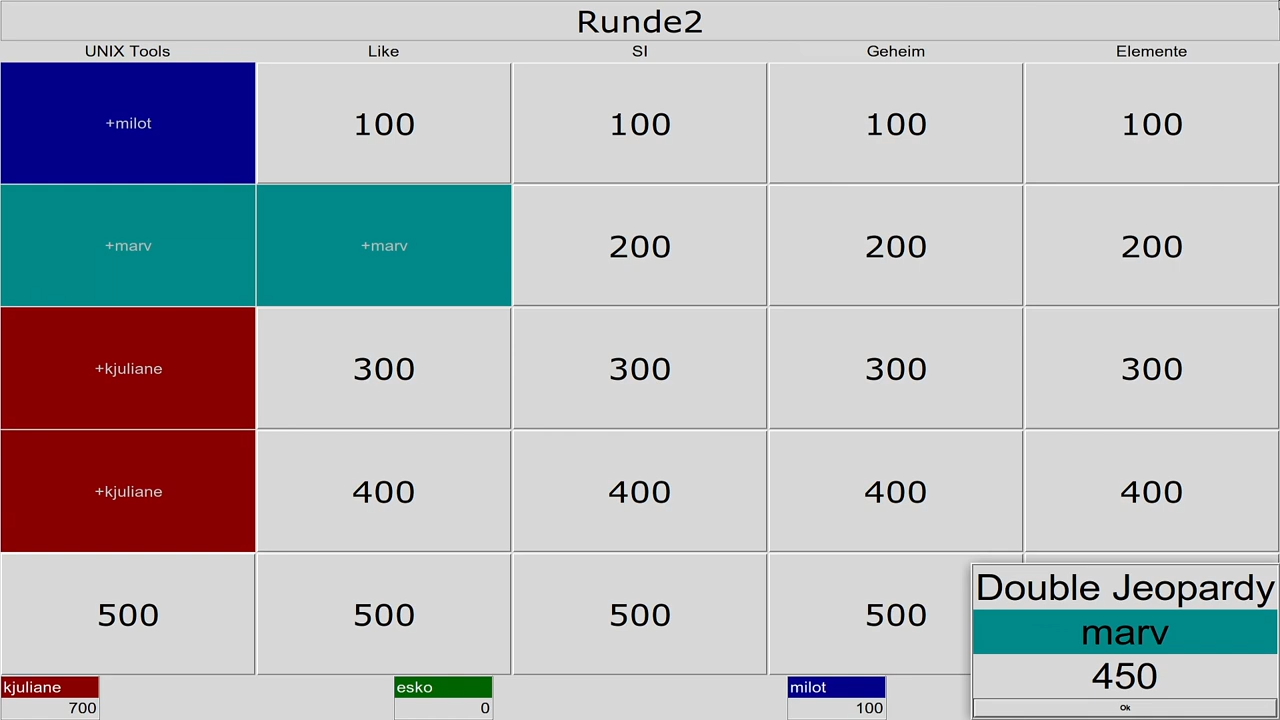 Runde2
UNIX Tools Like SI Geheim Elemente
+milot 100 100 100 100
+marv +marv 200 200 200
+kjuliane 300 300 300 300
+kjuliane 400 400 400 400
500 500 500 500
Double Jeopardy
marv
450
Ok
kjuliane esko milot
700 0 100